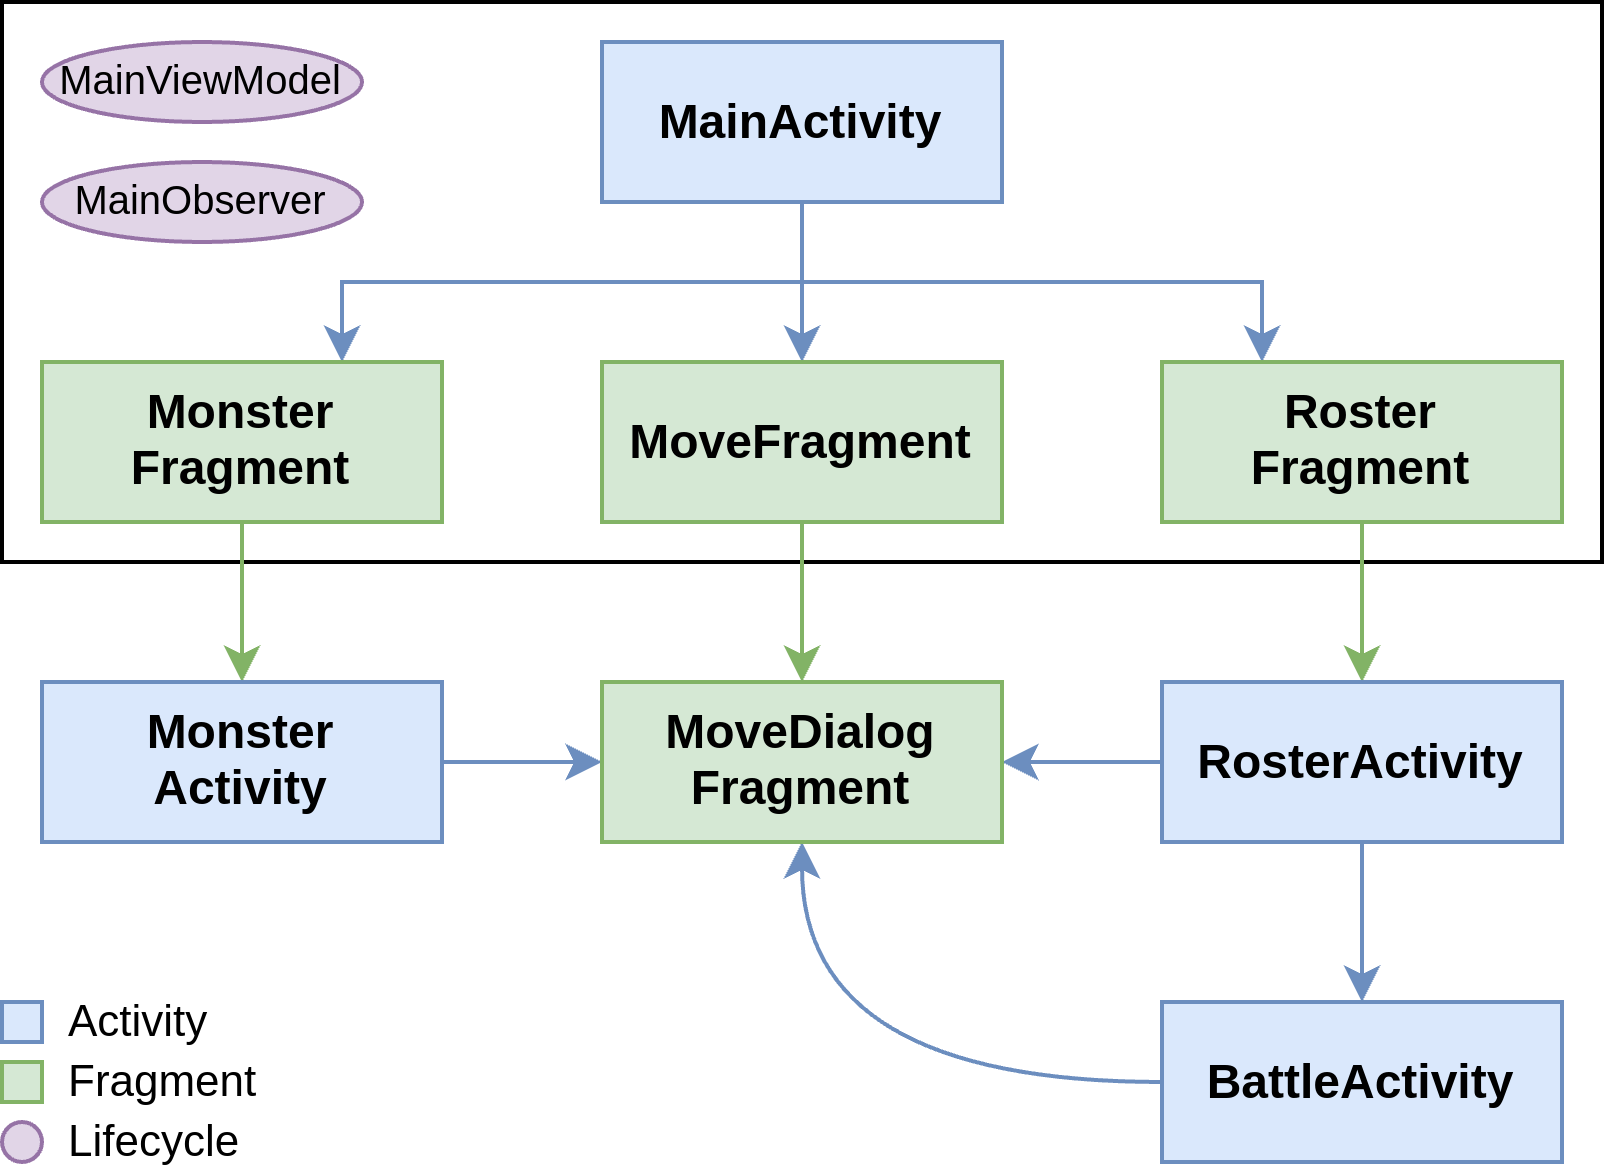 MainViewModel
MainActivity
MainObserver
Monster
Fragment
MoveFragment
Roster
Fragment
Monster
Activity
MoveDialog
Fragment
RosterActivity
BattleActivity
Activity
Fragment
Lifecycle